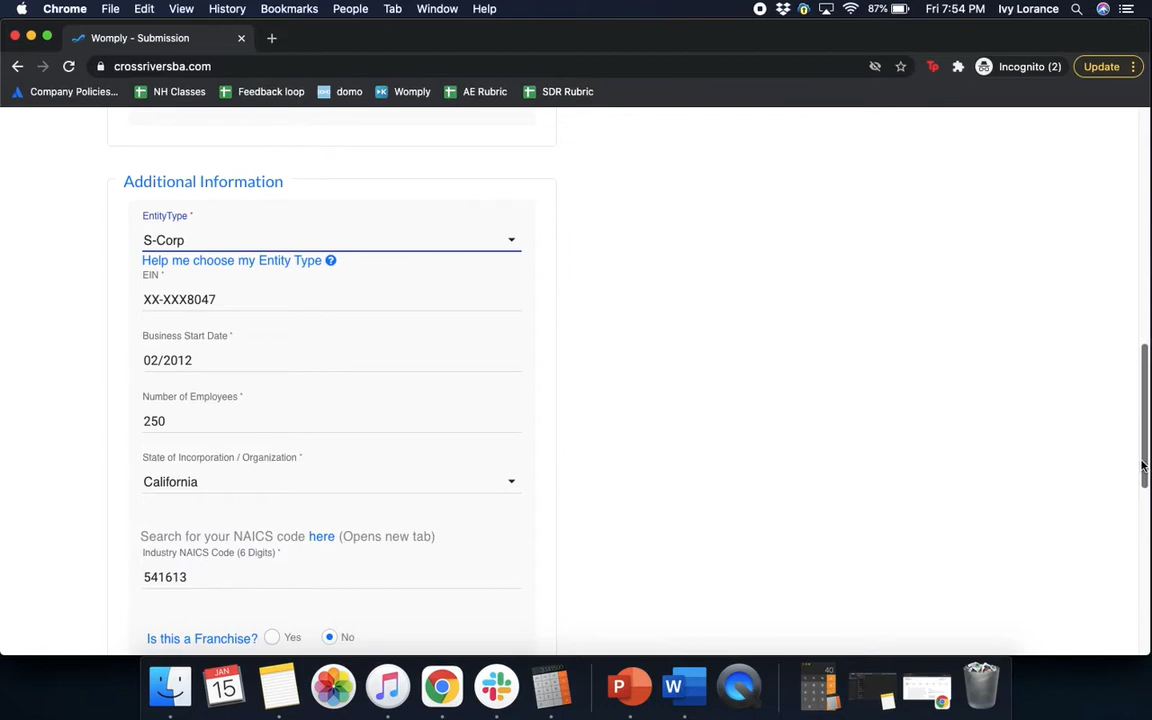 Chrome File Edit View History Bookmarks People Tab Window Help 87% Fri 7:54 PM Ivy Lorance
Womply - Submission
crossriversba.com Incognito (2) Update
Company Policies... NH Classes Feedback loop domo Womply AE Rubric SDR Rubric
Additional Information
EntityType *
S-Corp
Help me choose my Entity Type ?
EIN *
XX-XXX8047
Business Start Date *
02/2012
Number of Employees *
250
State of Incorporation / Organization *
California
Search for your NAICS code here (Opens new tab)
Industry NAICS Code (6 Digits) *
541613
Is this a Franchise? Yes No
JAN
15
P
W
40